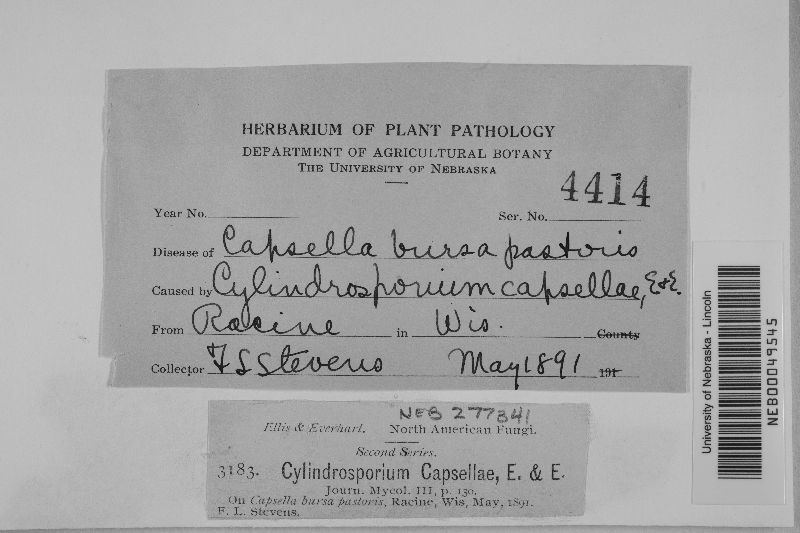 HERBARIUM OF PLANT PATHOLOGY
DEPARTMENT OF AGRICULTURAL BOTANY
THE UNIVERSITY OF NEBRASKA
4414
Year No. Ser. No.
Disease of Capsella bursa pastoris
Caused by Cylindrosporium capsellae, E&E.
From Racine in Wis. County
Collector F L Stevens May 1891 191
NEB 277341
Ellis & Everhart. North American Fungi.
Second Series.
3183. Cylindrosporium Capsellae, E. & E.
Journ. Mycol. III, p. 130.
On Capsella bursa pastoris, Racine, Wis, May, 1891.
F. L. Stevens.
University of Nebraska - Lincoln
NEB00049545